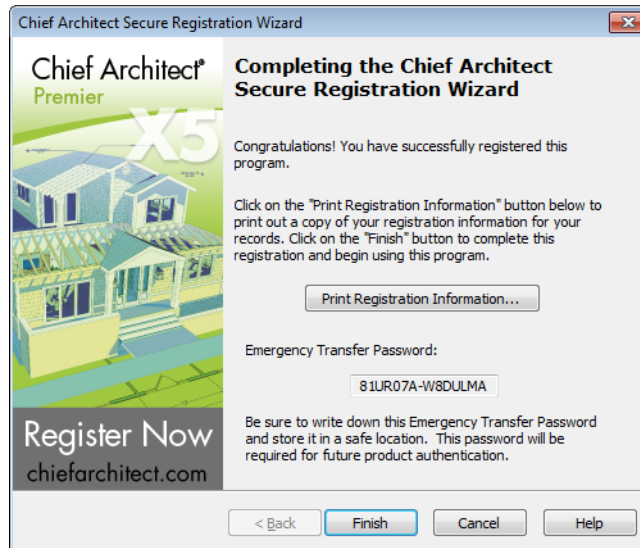 Chief Architect Secure Registration Wizard
Chief Architect®
Premier
X5
Register Now
chiefarchitect.com
Completing the Chief Architect
Secure Registration Wizard
Congratulations! You have successfully registered this
program.
Click on the "Print Registration Information" button below to
print out a copy of your registration information for your
records. Click on the "Finish" button to complete this
registration and begin using this program.
Print Registration Information...
Emergency Transfer Password:
81UR07A-W8DULMA
Be sure to write down this Emergency Transfer Password
and store it in a safe location. This password will be
required for future product authentication.
< Back
Finish
Cancel
Help